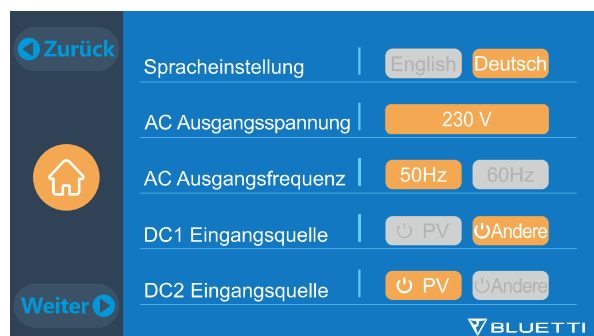 Zurück
Spracheinstellung English Deutsch
AC Ausgangsspannung 230 V
AC Ausgangsfrequenz 50Hz 60Hz
DC1 Eingangsquelle PV Andere
DC2 Eingangsquelle PV Andere
Weiter
BLUETTI